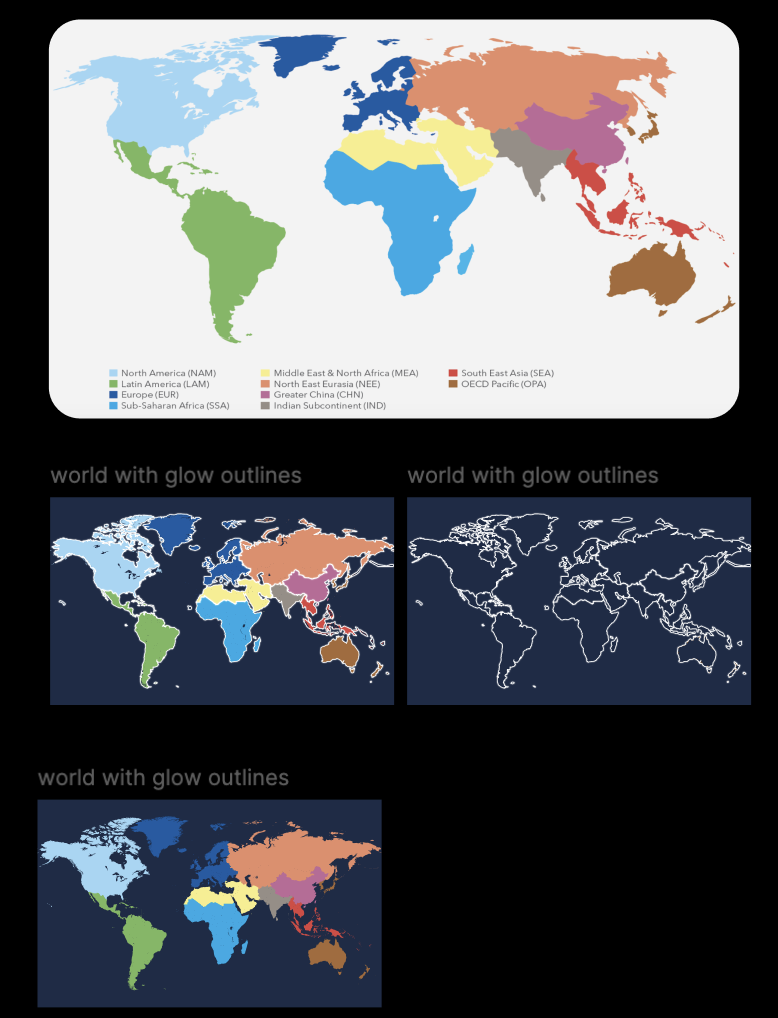 North America (NAM)
Latin America (LAM)
Europe (EUR)
Sub-Saharan Africa (SSA)
Middle East & North Africa (MEA)
North East Eurasia (NEE)
Greater China (CHN)
Indian Subcontinent (IND)
South East Asia (SEA)
OECD Pacific (OPA)
world with glow outlines
world with glow outlines
world with glow outlines